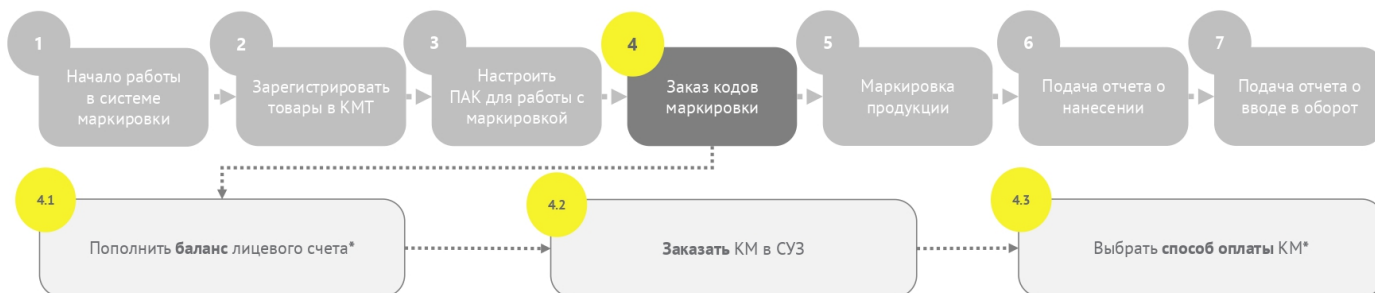 1
Начало работы
в системе
маркировки
2
Зарегистрировать
товары в КМТ
3
Настроить
ПАК для работы с
маркировкой
4
Заказ кодов
маркировки
5
Маркировка
продукции
6
Подача отчета о
нанесении
7
Подача отчета о
вводе в оборот
4.1
Пополнить баланс лицевого счета*
4.2
Заказать КМ в СУЗ
4.3
Выбрать способ оплаты КМ*